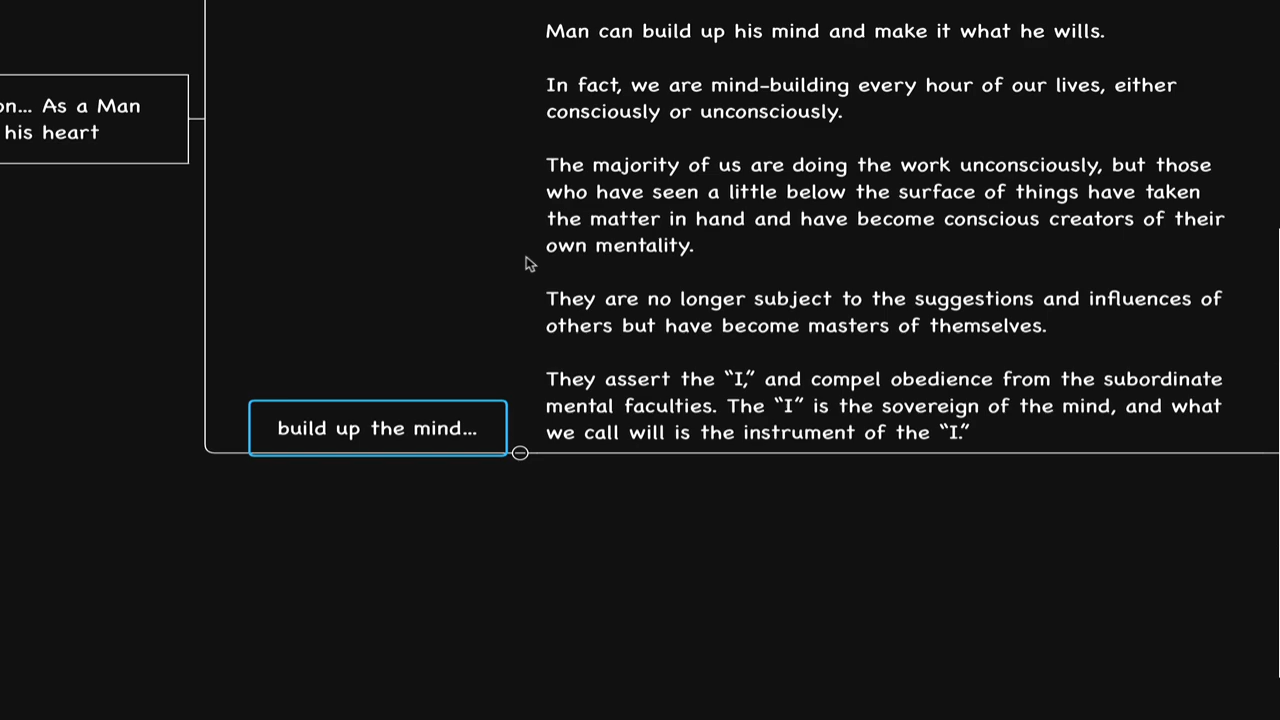 Man can build up his mind and make it what he wills.
In fact, we are mind-building every hour of our lives, either
consciously or unconsciously.
The majority of us are doing the work unconsciously, but those
who have seen a little below the surface of things have taken
the matter in hand and have become conscious creators of their
own mentality.
They are no longer subject to the suggestions and influences of
others but have become masters of themselves.
They assert the “I,” and compel obedience from the subordinate
mental faculties. The “I” is the sovereign of the mind, and what
we call will is the instrument of the “I.”
... As a Man
his heart
build up the mind...